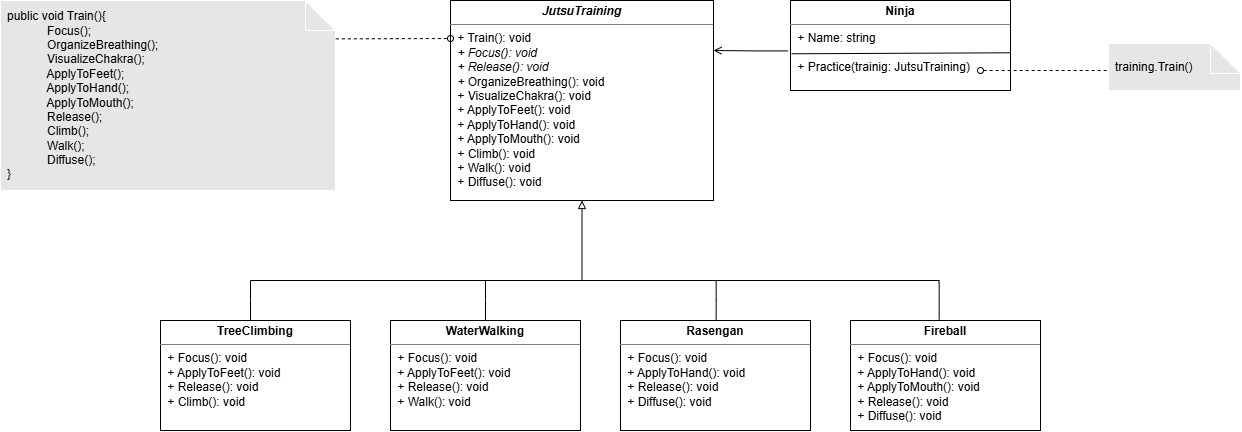 public void Train(){
Focus();
OrganizeBreathing();
VisualizeChakra();
ApplyToFeet();
ApplyToHand();
ApplyToMouth();
Release();
Climb();
Walk();
Diffuse();
}
JutsuTraining
+ Train(): void
+ Focus(): void
+ Release(): void
+ OrganizeBreathing(): void
+ VisualizeChakra(): void
+ ApplyToFeet(): void
+ ApplyToHand(): void
+ ApplyToMouth(): void
+ Climb(): void
+ Walk(): void
+ Diffuse(): void
Ninja
+ Name: string
+ Practice(trainig: JutsuTraining)
training.Train()
TreeClimbing
+ Focus(): void
+ ApplyToFeet(): void
+ Release(): void
+ Climb(): void
WaterWalking
+ Focus(): void
+ ApplyToFeet(): void
+ Release(): void
+ Walk(): void
Rasengan
+ Focus(): void
+ ApplyToHand(): void
+ Release(): void
+ Diffuse(): void
Fireball
+ Focus(): void
+ ApplyToHand(): void
+ ApplyToMouth(): void
+ Release(): void
+ Diffuse(): void